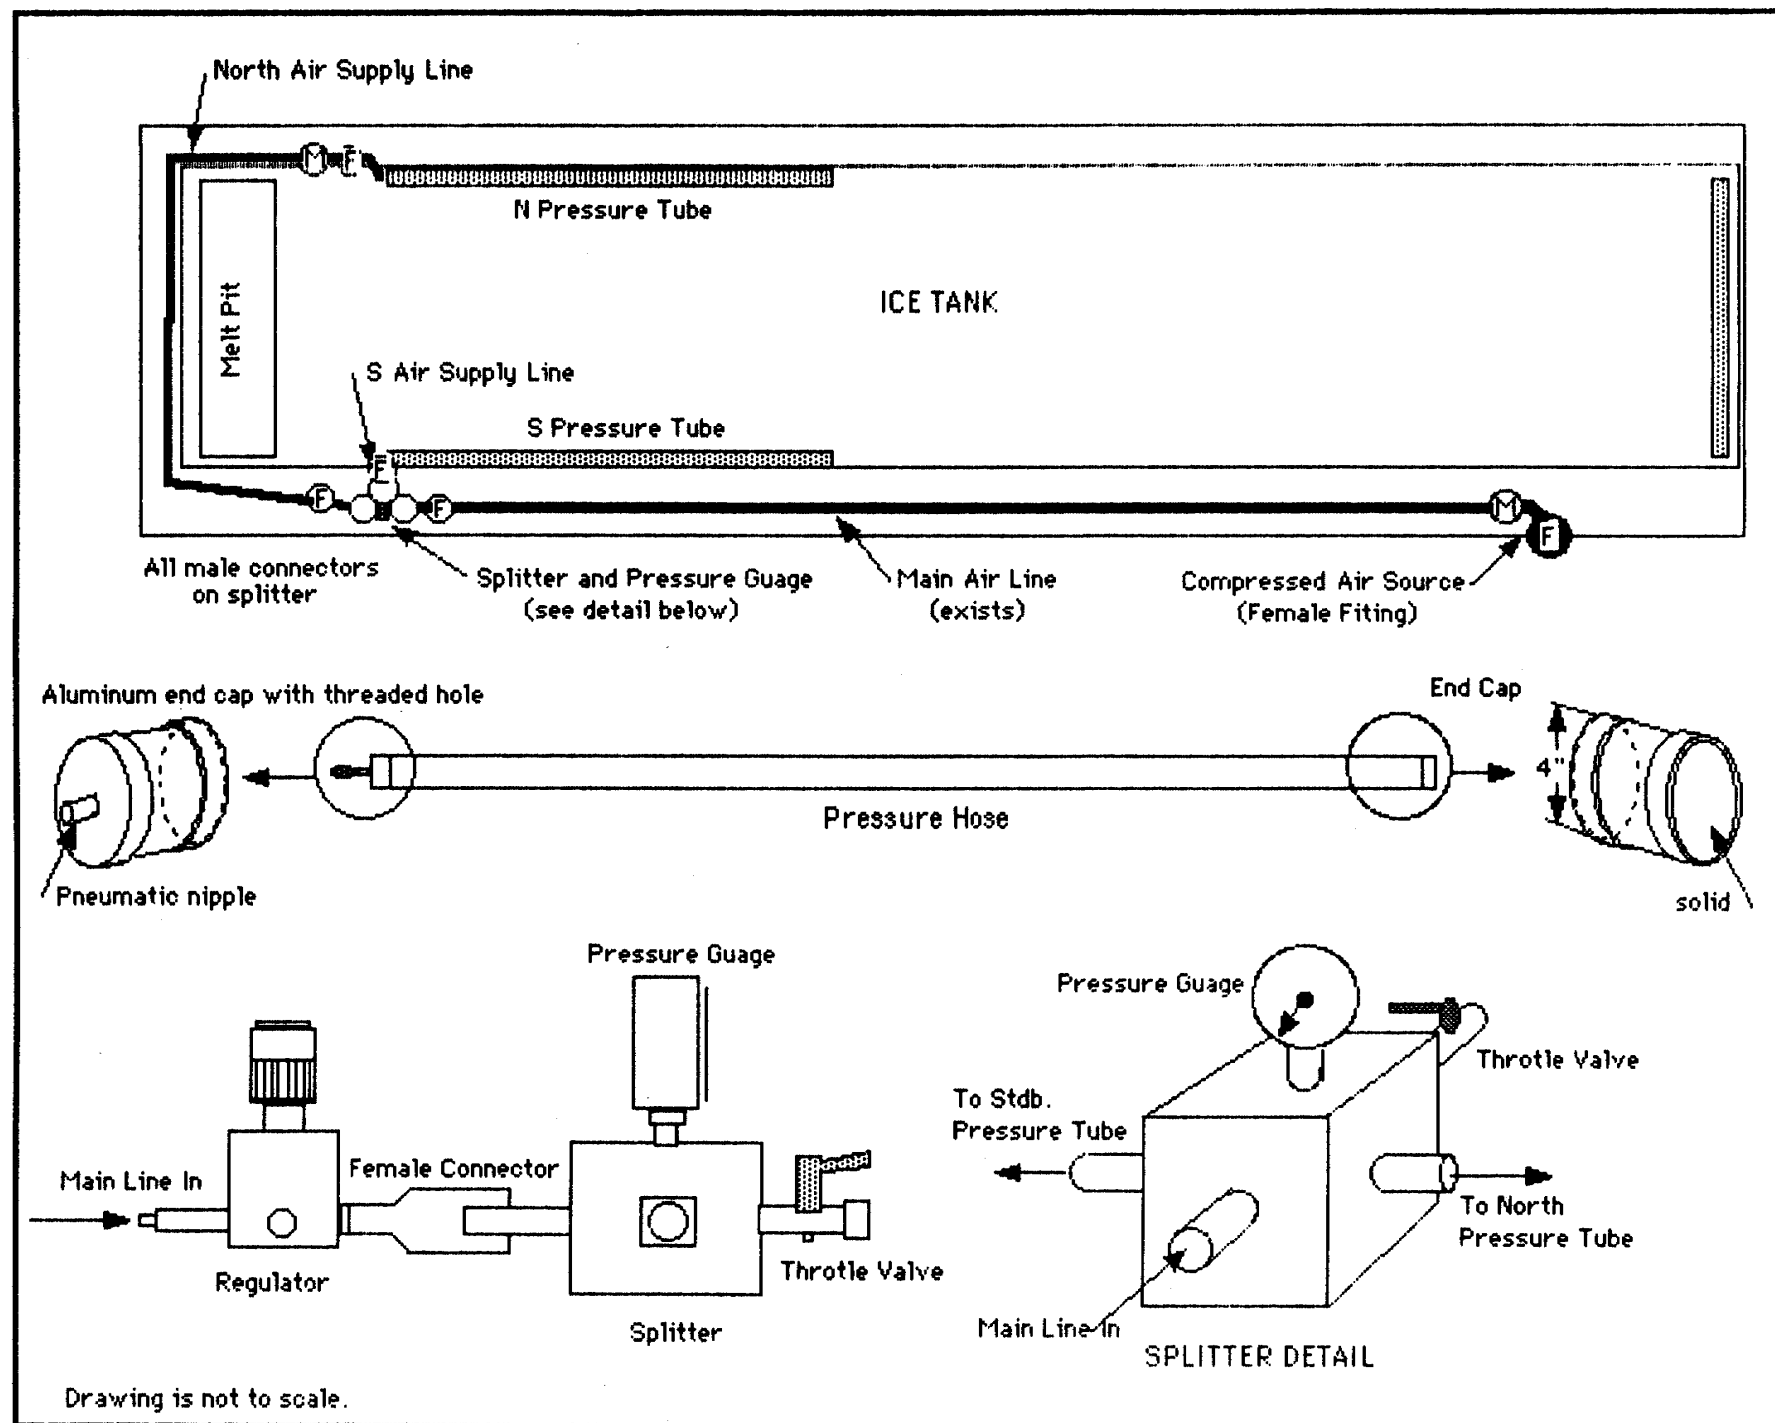 North Air Supply Line
M
F
N Pressure Tube
ICE TANK
Melt Pit
S Air Supply Line
S Pressure Tube
F
F
F
M
F
All male connectors
on splitter
Splitter and Pressure Guage
(see detail below)
Main Air Line
(exists)
Compressed Air Source
(Female Fiting)
Aluminum end cap with threaded hole
End Cap
4"
Pressure Hose
Pneumatic nipple
solid
Pressure Guage
Main Line In
Female Connector
Regulator
Throtle Valve
Splitter
Pressure Guage
Throtle Valve
To Stdb.
Pressure Tube
To North
Pressure Tube
Main Line In
SPLITTER DETAIL
Drawing is not to scale.